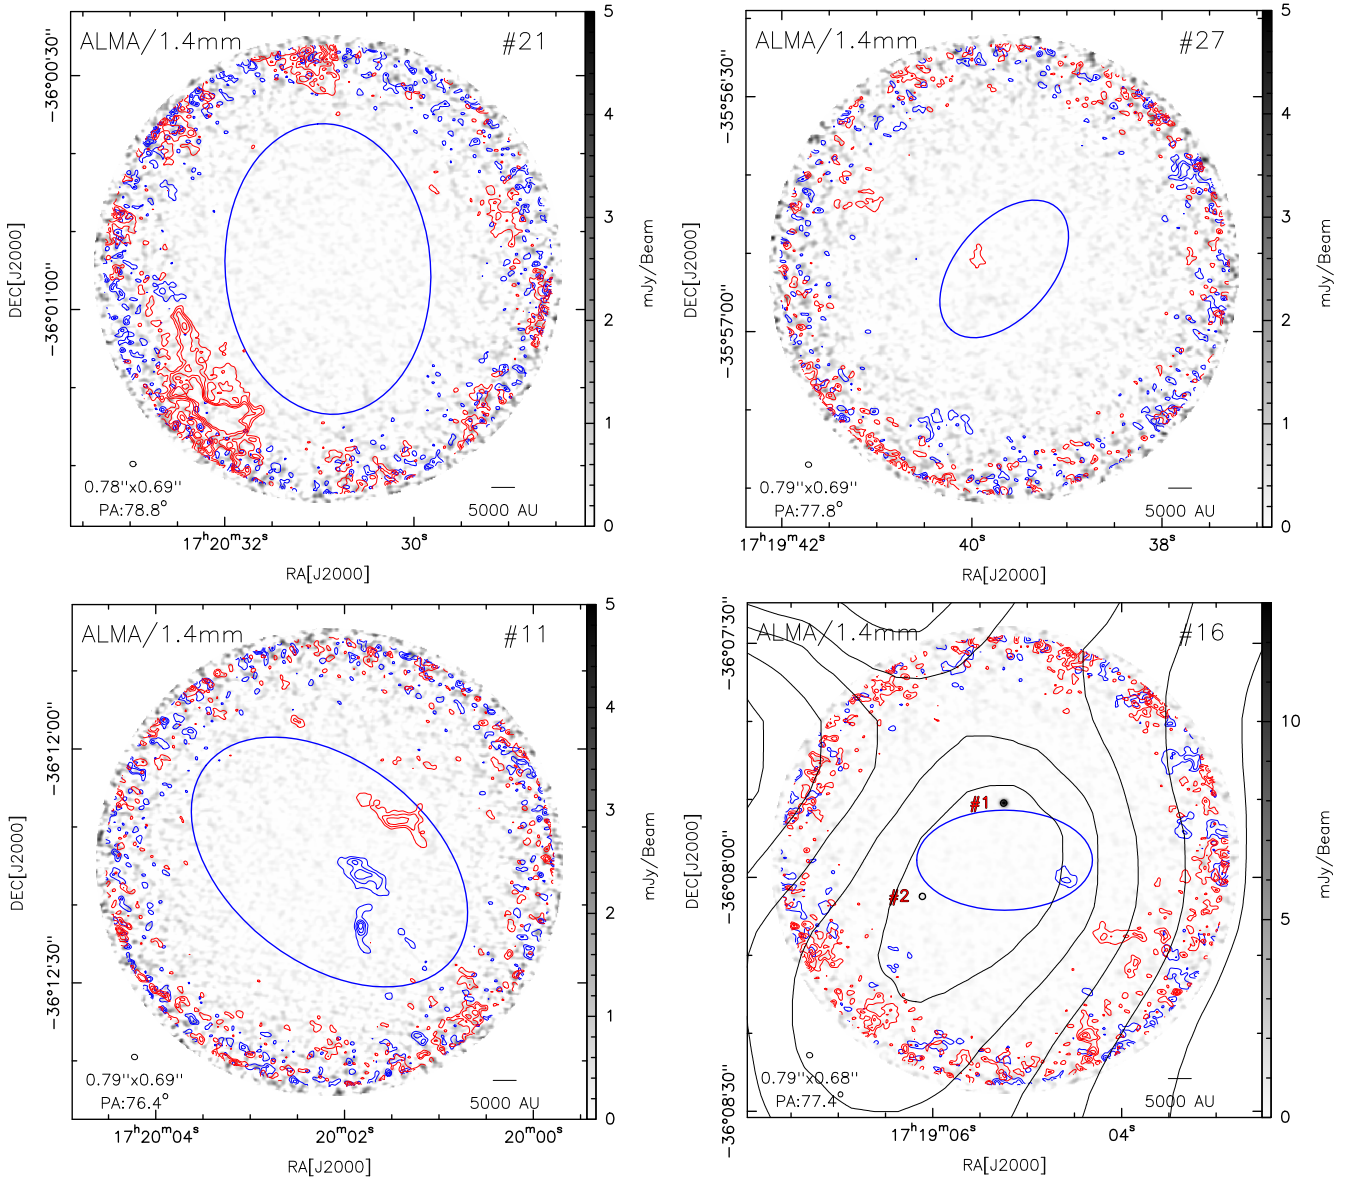 ALMA/1.4mm #21
5
4
3
2
1
0
mJy/Beam
DEC[J2000]
−36°00'30"
−36°01'00"
0.78"x0.69"
PA:78.8°
5000 AU
17h20m32s 30s
RA[J2000]
ALMA/1.4mm #27
5
4
3
2
1
0
mJy/Beam
DEC[J2000]
−35°56'30"
−35°57'00"
0.79"x0.69"
PA:77.8°
5000 AU
17h19m42s 40s 38s
RA[J2000]
ALMA/1.4mm #11
5
4
3
2
1
0
mJy/Beam
DEC[J2000]
−36°12'00"
−36°12'30"
0.79"x0.69"
PA:76.4°
5000 AU
17h20m04s 20m02s 20m00s
RA[J2000]
ALMA/1.4mm #16
10
5
0
mJy/Beam
DEC[J2000]
−36°07'30"
−36°08'00"
−36°08'30"
#1
#2
0.79"x0.68"
PA:77.4°
5000 AU
17h19m06s 04s
RA[J2000]